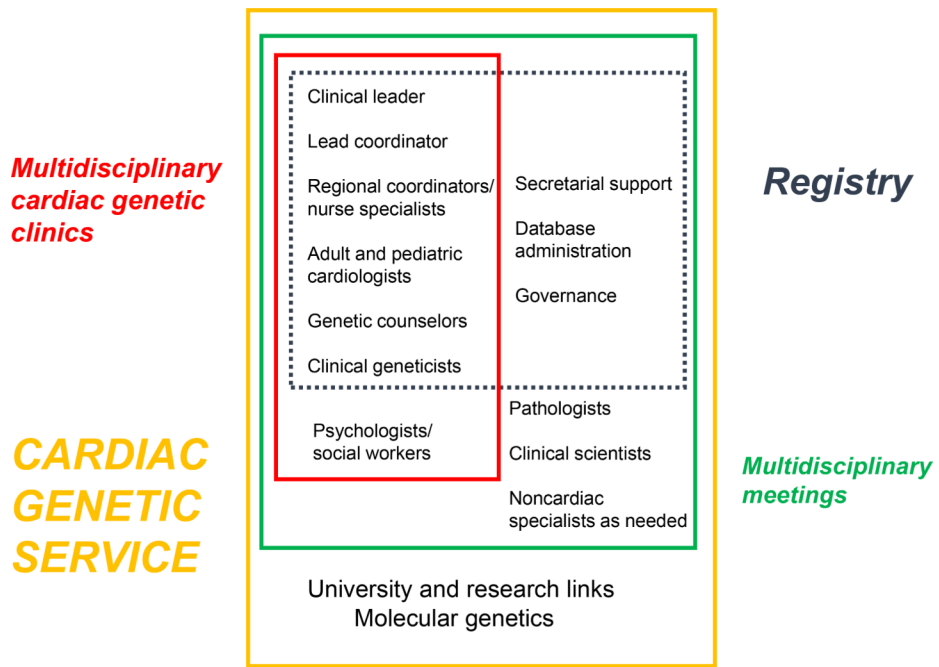 Multidisciplinary
cardiac genetic
clinics
CARDIAC
GENETIC
SERVICE
Clinical leader
Lead coordinator
Regional coordinators/
nurse specialists
Adult and pediatric
cardiologists
Genetic counselors
Clinical geneticists
Psychologists/
social workers
Secretarial support
Database
administration
Governance
Pathologists
Clinical scientists
Noncardiac
specialists as needed
University and research links
Molecular genetics
Registry
Multidisciplinary
meetings